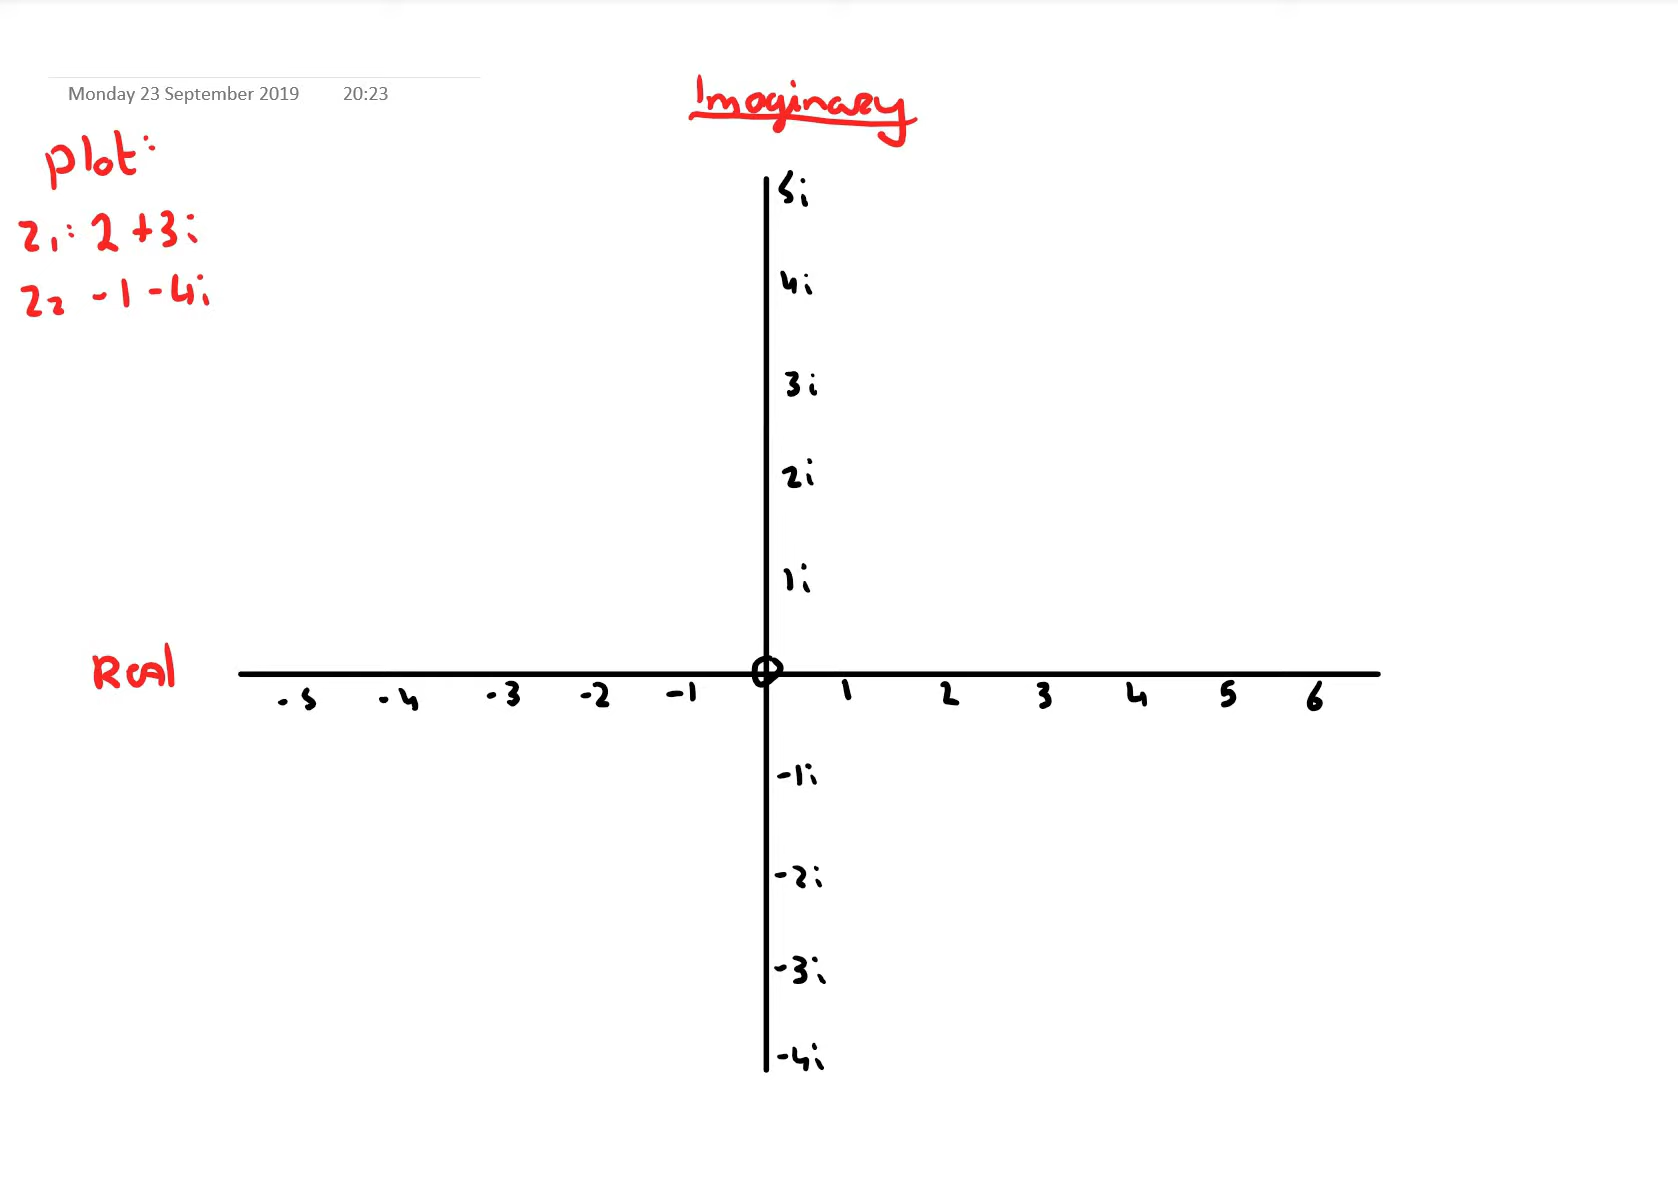 Monday 23 September 2019 20:23
Imaginary
Plot:
Z₁: 2 + 3i
Z₂ -1 - 4i
5i
4i
3i
2i
1i
Real
-5 -4 -3 -2 -1 1 2 3 4 5 6
-1i
-2i
-3i
-4i